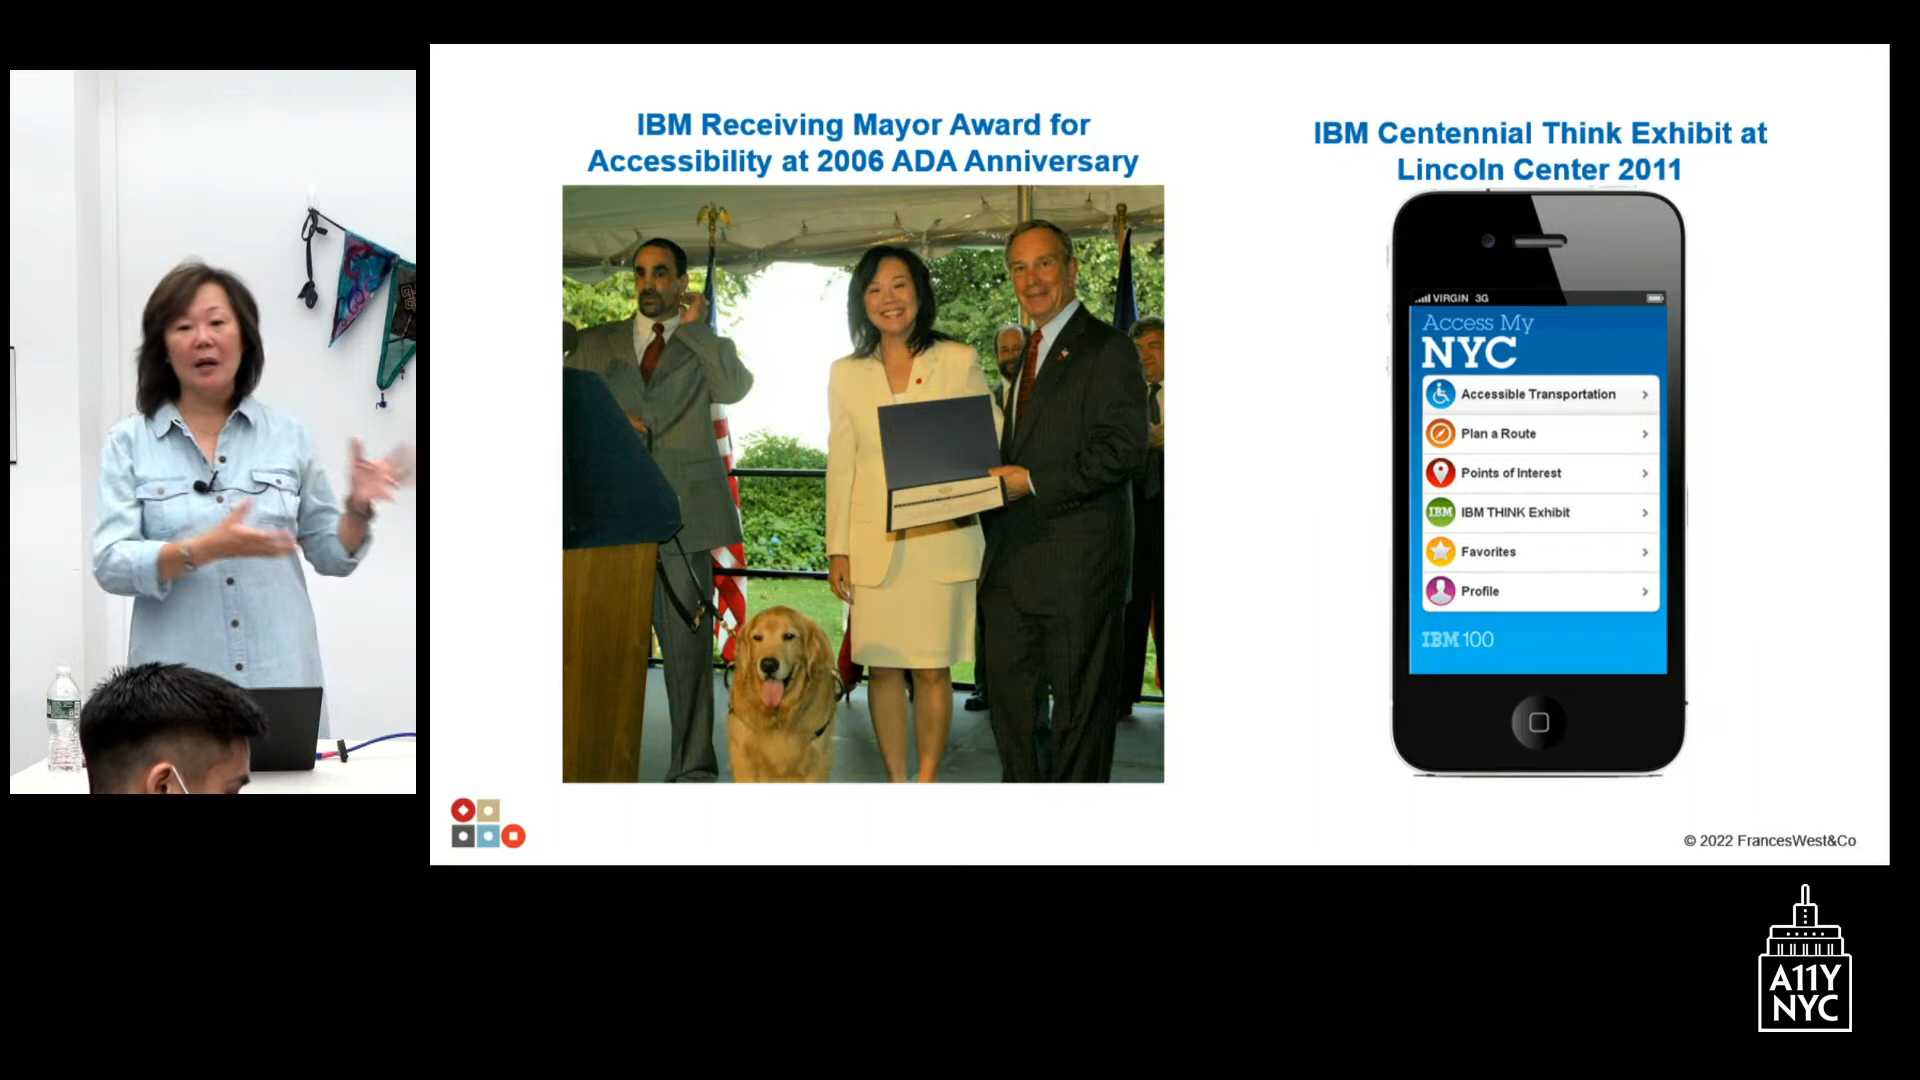 IBM Receiving Mayor Award for
Accessibility at 2006 ADA Anniversary
IBM Centennial Think Exhibit at
Lincoln Center 2011
VIRGIN 3G
Access My
NYC
Accessible Transportation
Plan a Route
Points of Interest
IBM IBM THINK Exhibit
Favorites
Profile
IBM 100
© 2022 FrancesWest&Co
A11Y
NYC